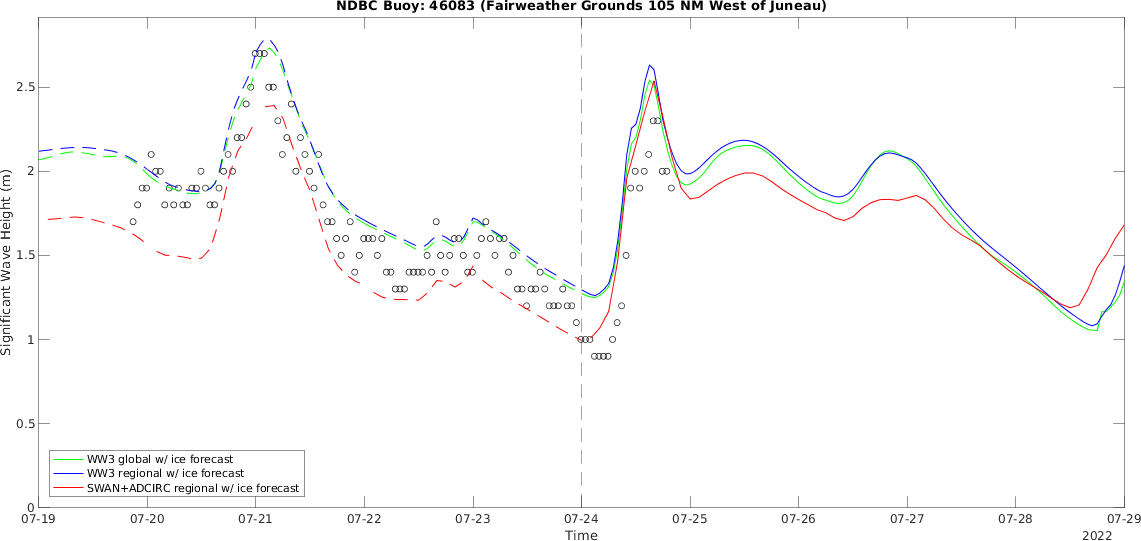 NDBC Buoy: 46083 (Fairweather Grounds 105 NM West of Juneau)
Significant Wave Height (m)
2.5
2
1.5
1
0.5
0
WW3 global w/ ice forecast
WW3 regional w/ ice forecast
SWAN+ADCIRC regional w/ ice forecast
07-19 07-20 07-21 07-22 07-23 07-24 07-25 07-26 07-27 07-28 07-29
Time
2022